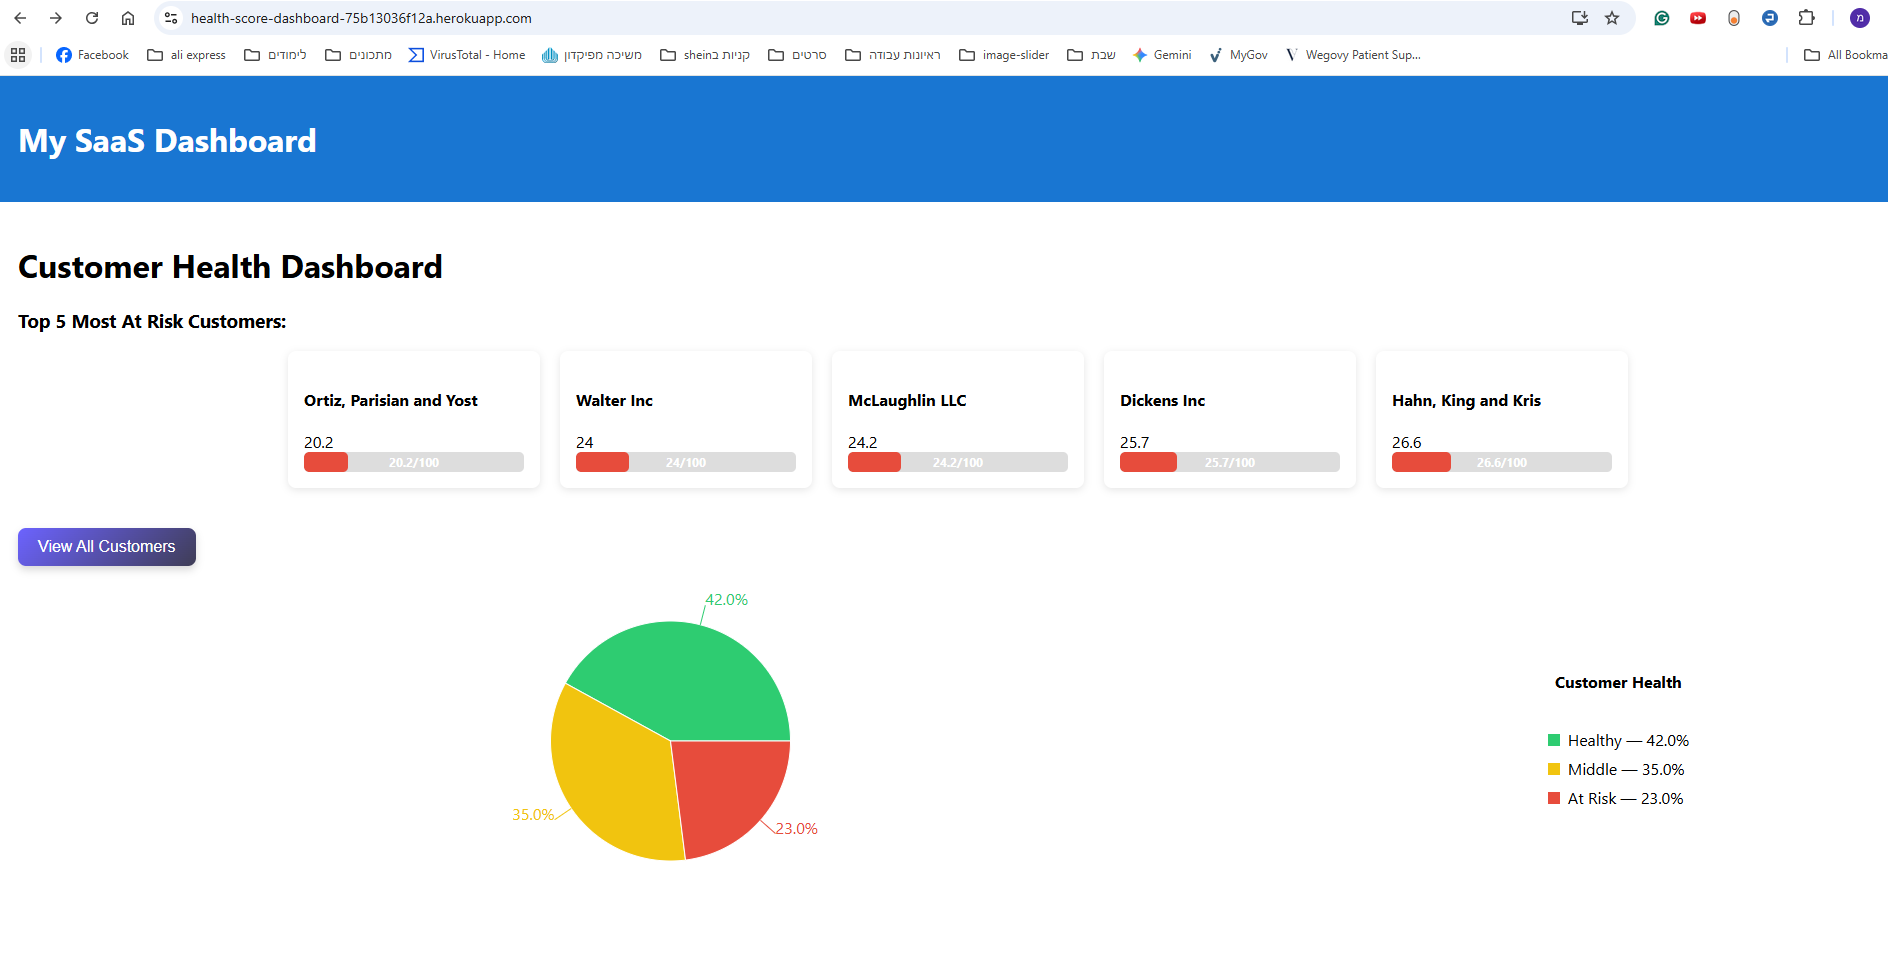 health-score-dashboard-75b13036f12a.herokuapp.com
מ
Facebook ali express לימודים מתכונים VirusTotal - Home משיכה מפיקדון קניות בshein סרטים ראיונות עבודה image-slider שבת Gemini MyGov Wegovy Patient Sup... All Bookma
My SaaS Dashboard
Customer Health Dashboard
Top 5 Most At Risk Customers:
Ortiz, Parisian and Yost
20.2
20.2/100
Walter Inc
24
24/100
McLaughlin LLC
24.2
24.2/100
Dickens Inc
25.7
25.7/100
Hahn, King and Kris
26.6
26.6/100
View All Customers
42.0%
35.0%
23.0%
Customer Health
Healthy — 42.0%
Middle — 35.0%
At Risk — 23.0%